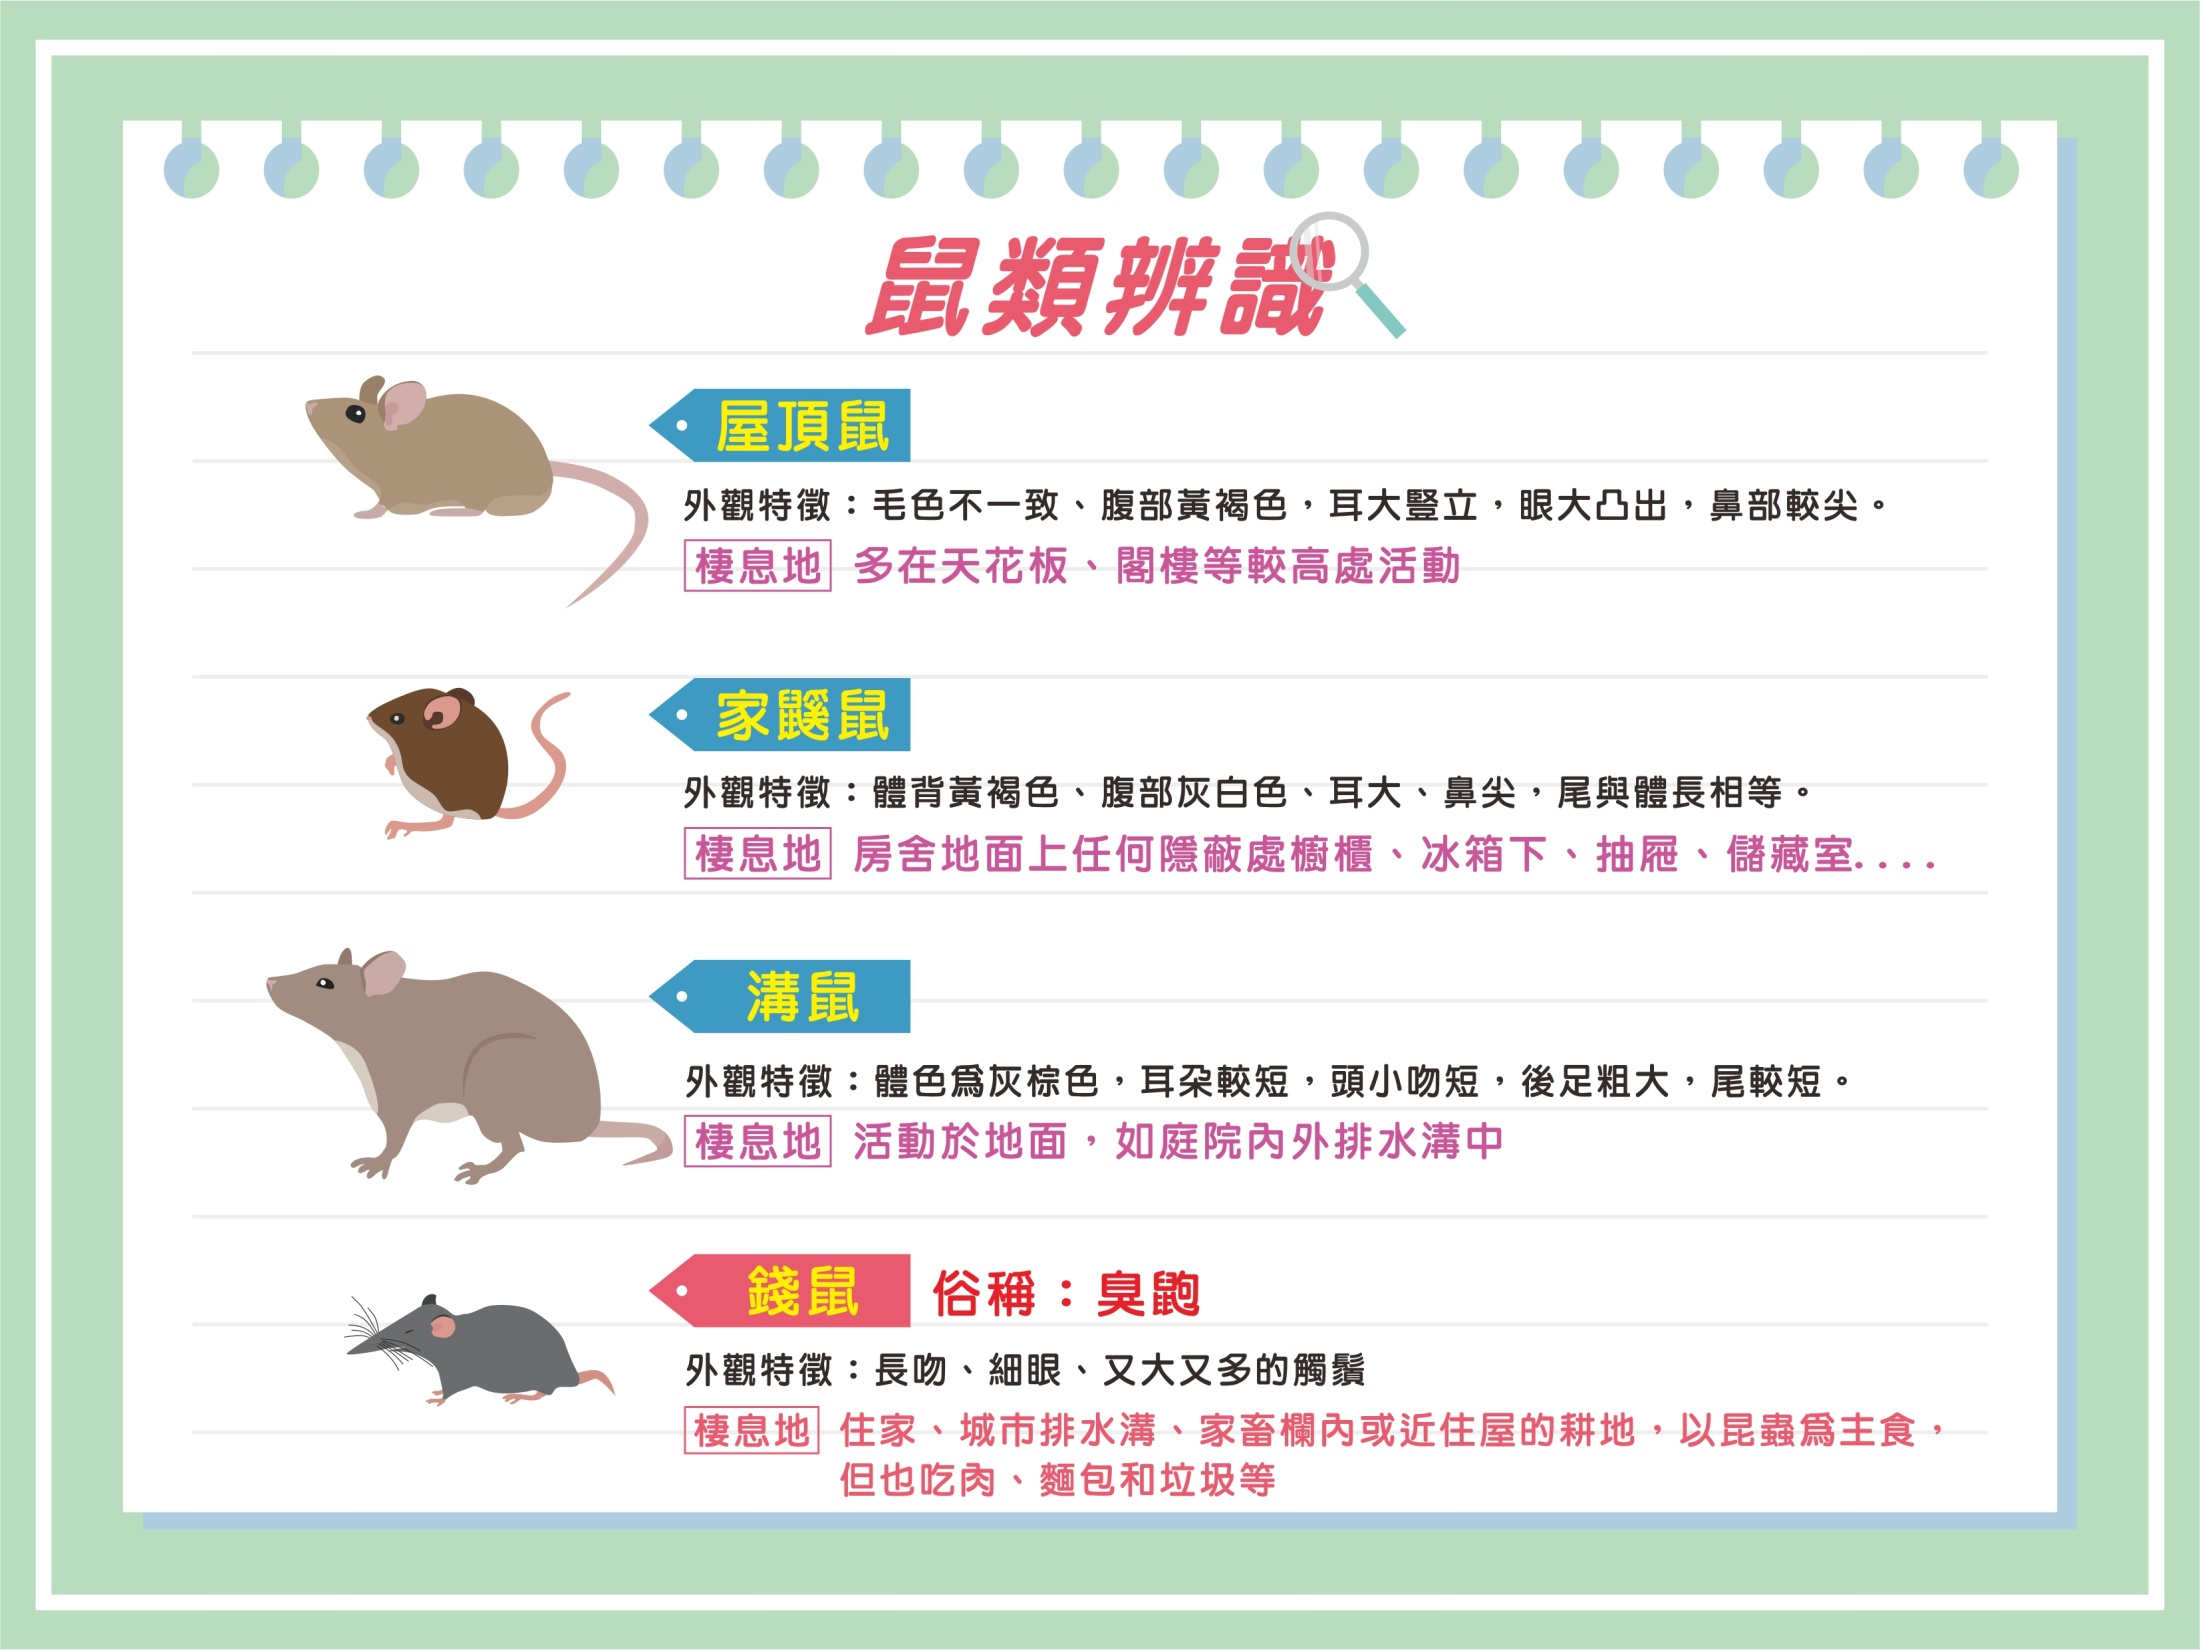 鼠類辨識
屋頂鼠
外觀特徵：毛色不一致、腹部黃褐色，耳大豎立，眼大凸出，鼻部較尖。
棲息地 多在天花板、閣樓等較高處活動
家鼷鼠
外觀特徵：體背黃褐色、腹部灰白色、耳大、鼻尖，尾與體長相等。
棲息地 房舍地面上任何隱蔽處櫥櫃、冰箱下、抽屜、儲藏室....
溝鼠
外觀特徵：體色為灰棕色，耳朵較短，頭小吻短，後足粗大，尾較短。
棲息地 活動於地面，如庭院內外排水溝中
錢鼠 俗稱：臭鼩
外觀特徵：長吻、細眼、又大又多的觸鬚
棲息地 住家、城市排水溝、家畜欄內或近住屋的耕地，以昆蟲為主食，
但也吃肉、麵包和垃圾等